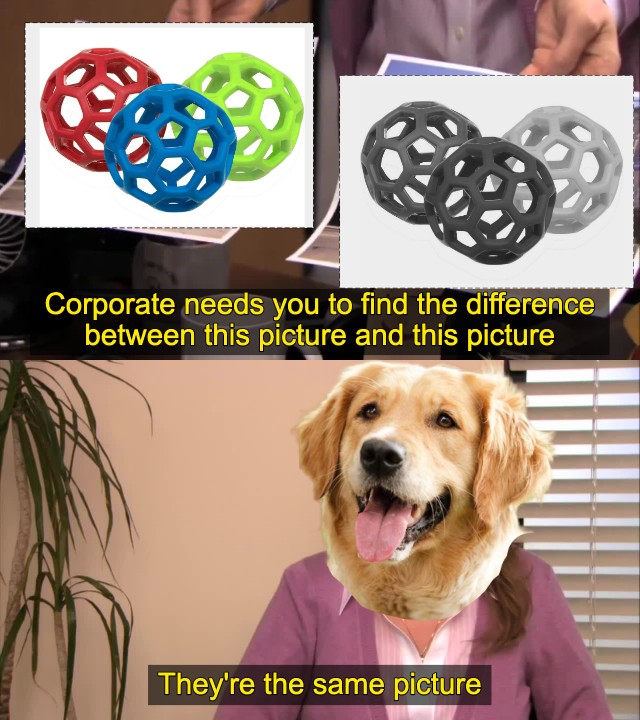 Corporate needs you to find the difference
between this picture and this picture
They're the same picture